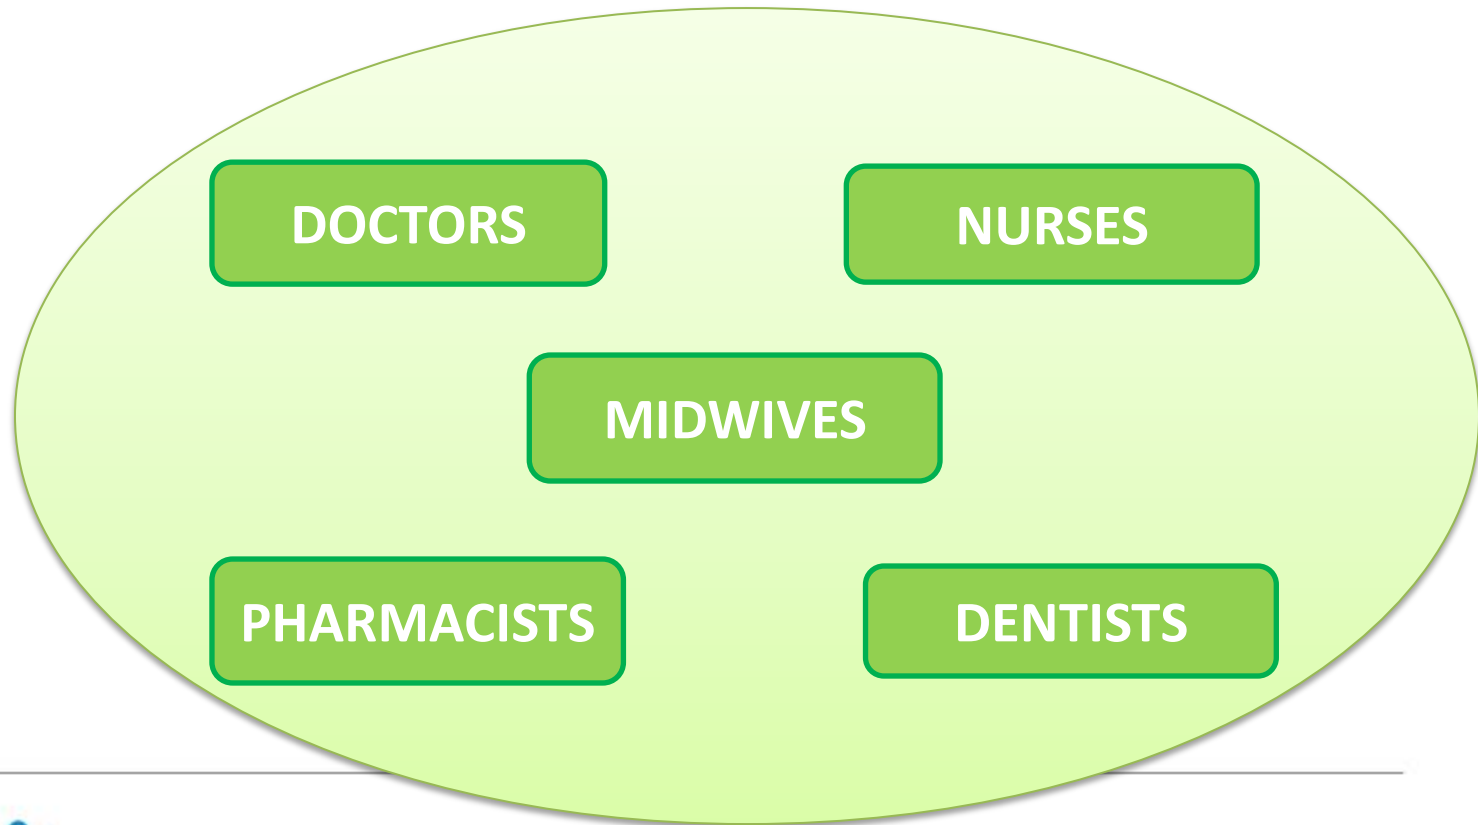 DOCTORS
NURSES
MIDWIVES
PHARMACISTS
DENTISTS